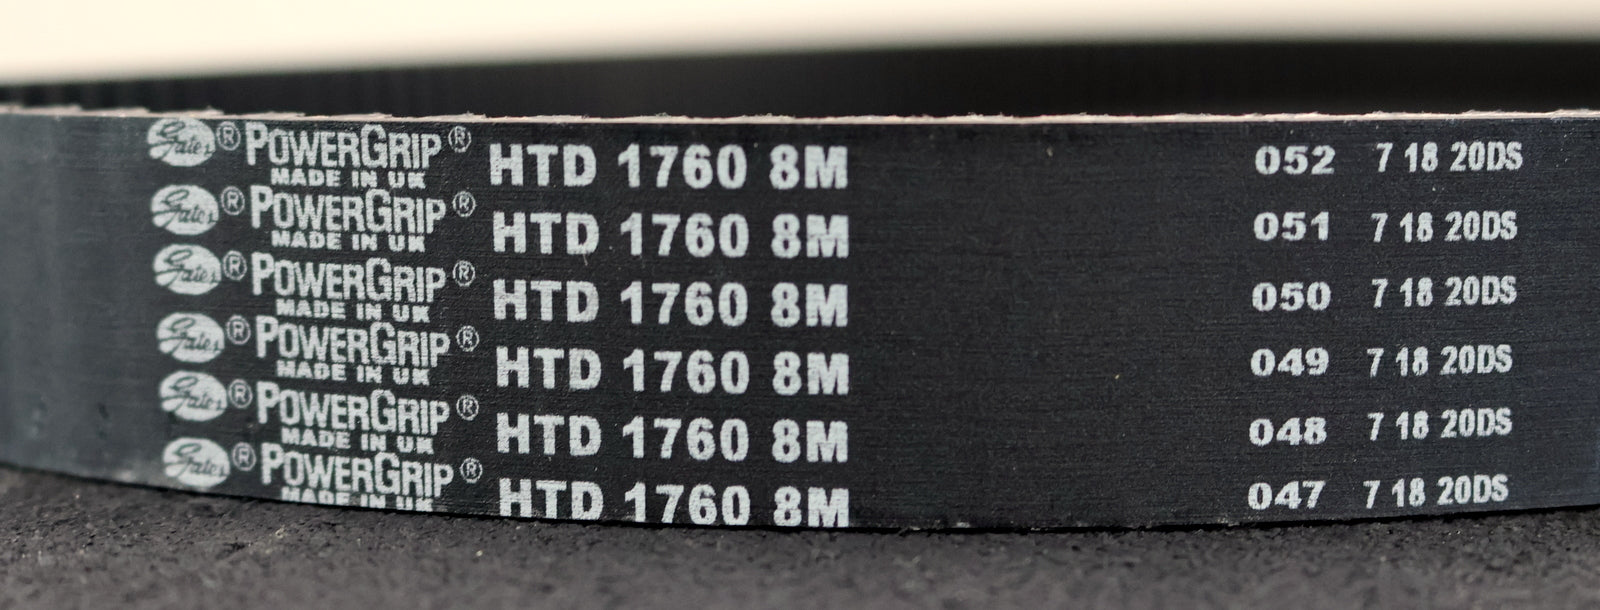 Gates® POWERGRIP® HTD 1760 8M 052 7 18 20DS
MADE IN UK
Gates® POWERGRIP® HTD 1760 8M 051 7 18 20DS
MADE IN UK
Gates® POWERGRIP® HTD 1760 8M 050 7 18 20DS
MADE IN UK
Gates® POWERGRIP® HTD 1760 8M 049 7 18 20DS
MADE IN UK
Gates® POWERGRIP® HTD 1760 8M 048 7 18 20DS
MADE IN UK
Gates® POWERGRIP® HTD 1760 8M 047 7 18 20DS
MADE IN UK